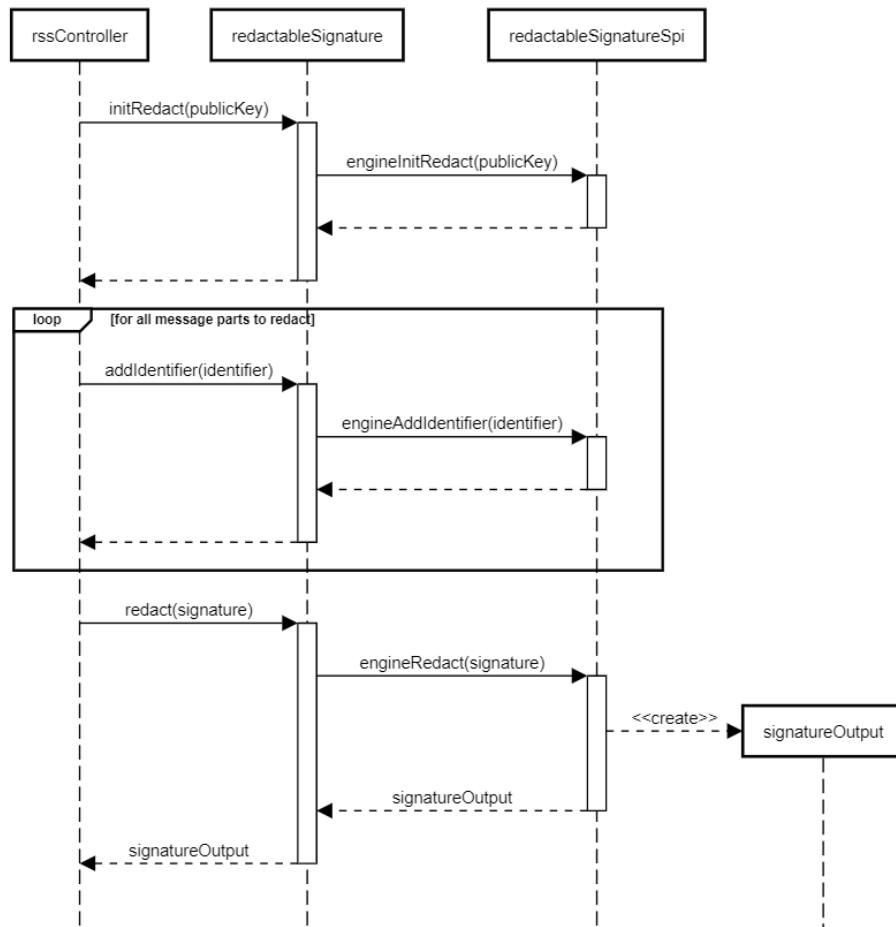 rssController
redactableSignature
redactableSignatureSpi
initRedact(publicKey)
engineInitRedact(publicKey)
loop
[for all message parts to redact]
addIdentifier(identifier)
engineAddIdentifier(identifier)
redact(signature)
engineRedact(signature)
<<create>>
signatureOutput
signatureOutput
signatureOutput